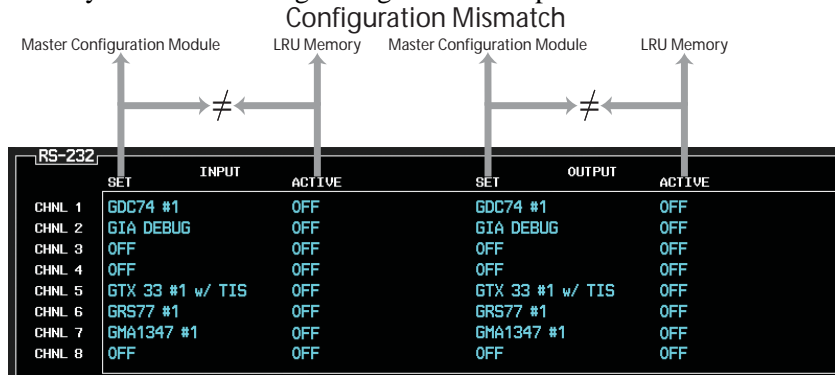 Configuration Mismatch
Master Configuration Module LRU Memory Master Configuration Module LRU Memory
≠ ≠
RS-232
INPUT OUTPUT
SET ACTIVE SET ACTIVE
CHNL 1 GDC74 #1 OFF GDC74 #1 OFF
CHNL 2 GIA DEBUG OFF GIA DEBUG OFF
CHNL 3 OFF OFF OFF OFF
CHNL 4 OFF OFF OFF OFF
CHNL 5 GTX 33 #1 w/ TIS OFF GTX 33 #1 w/ TIS OFF
CHNL 6 GRS77 #1 OFF GRS77 #1 OFF
CHNL 7 GMA1347 #1 OFF GMA1347 #1 OFF
CHNL 8 OFF OFF OFF OFF